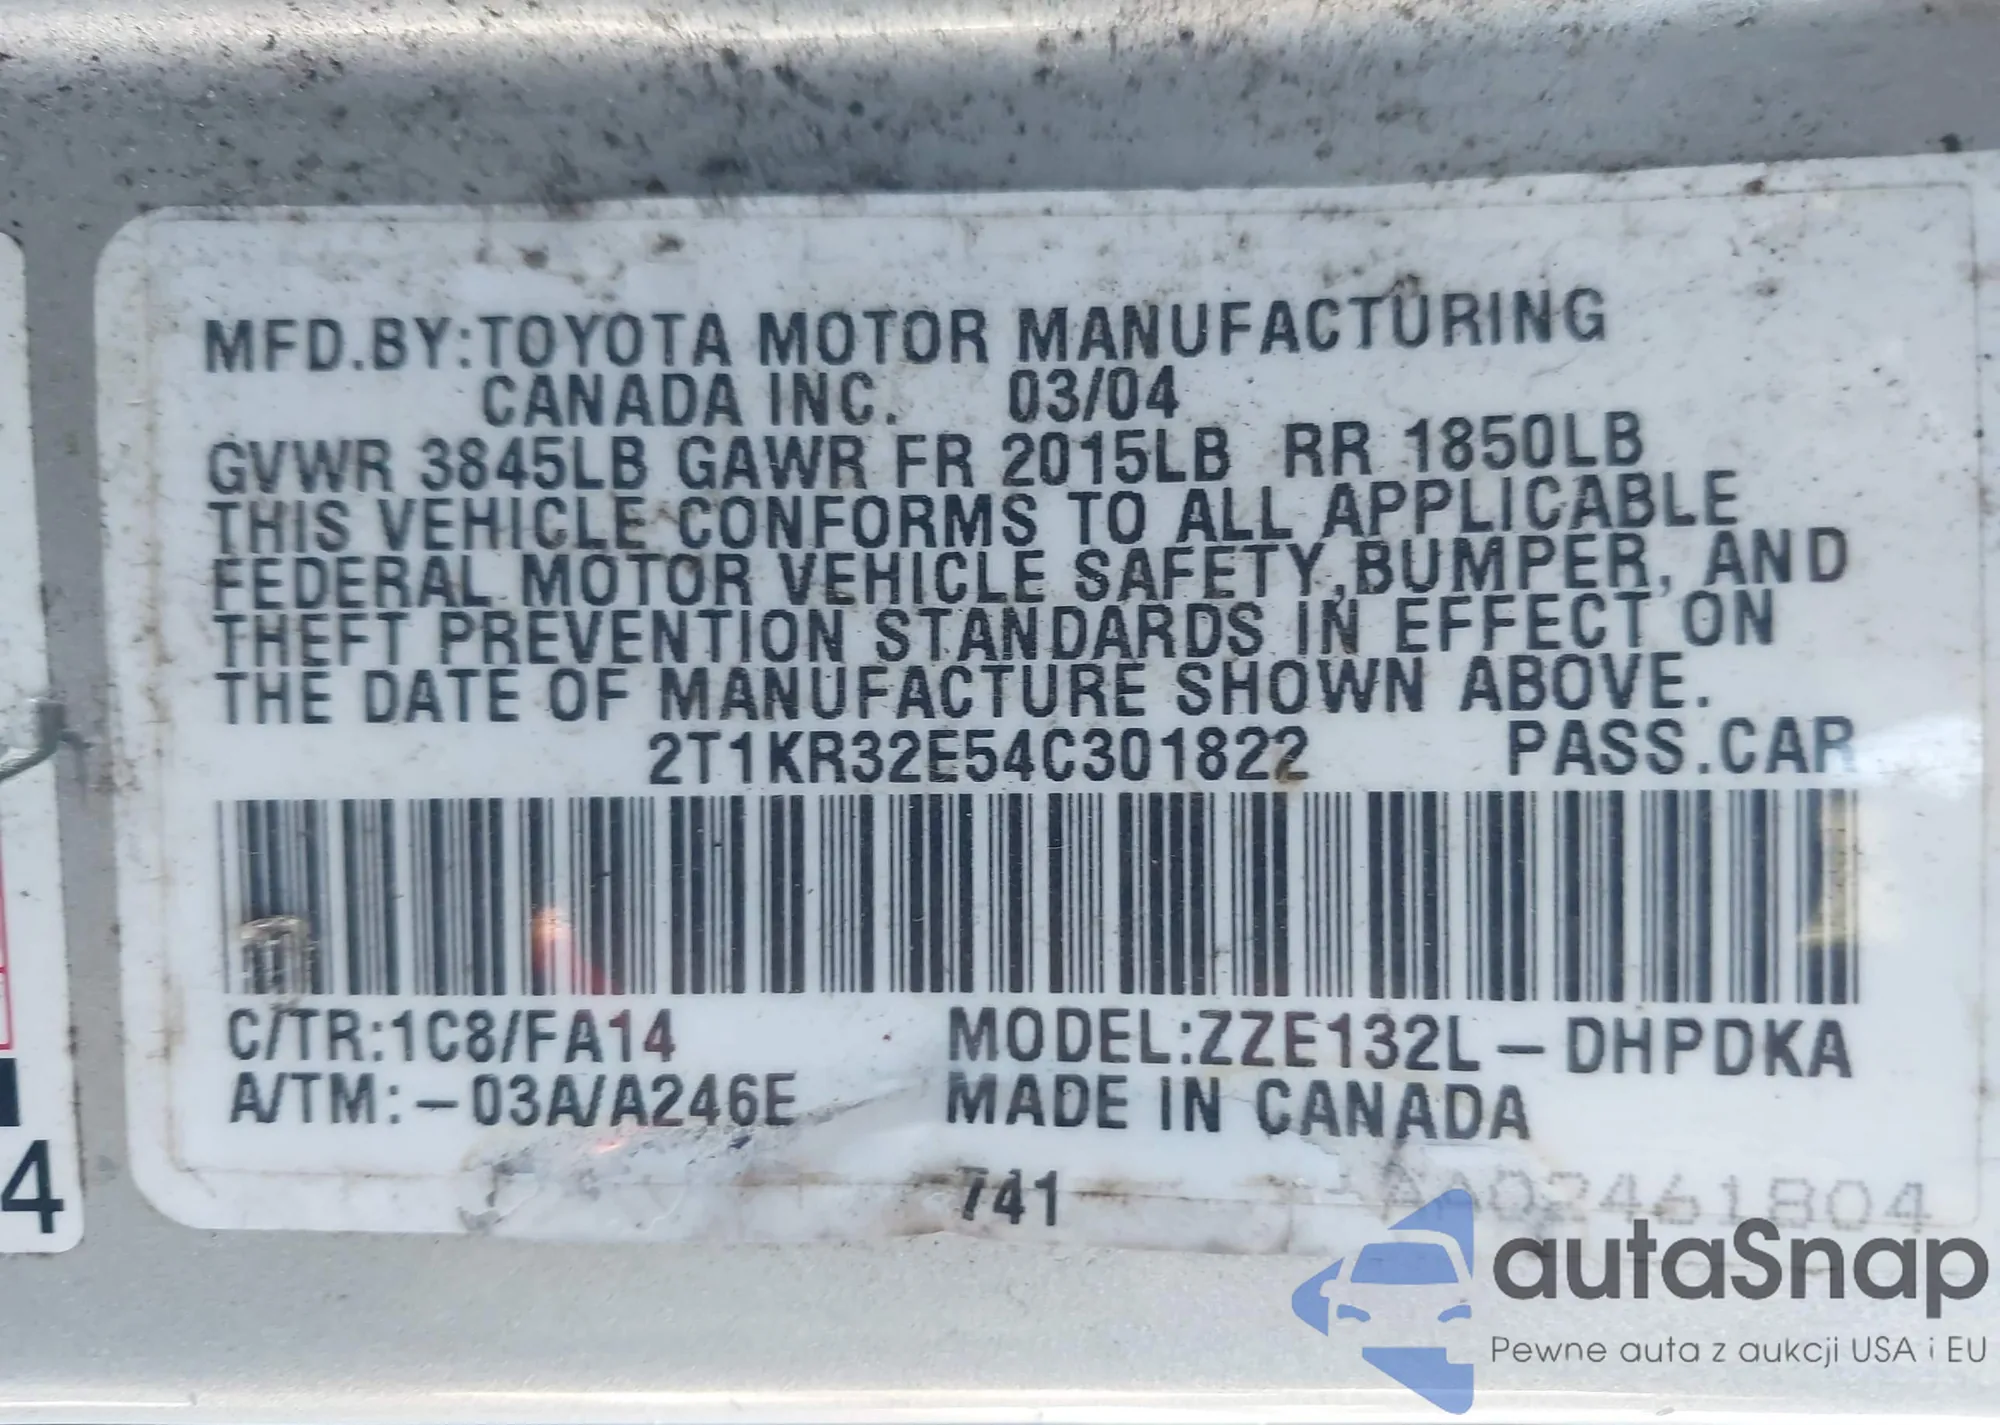 MFD.BY:TOYOTA MOTOR MANUFACTURING
CANADA INC. 03/04
GVWR 3845LB GAWR FR 2015LB RR 1850LB
THIS VEHICLE CONFORMS TO ALL APPLICABLE
FEDERAL MOTOR VEHICLE SAFETY,BUMPER, AND
THEFT PREVENTION STANDARDS IN EFFECT ON
THE DATE OF MANUFACTURE SHOWN ABOVE.
2T1KR32E54C301822 PASS.CAR
C/TR:1C8/FA14 MODEL:ZZE132L-DHPDKA
A/TM:-03A/A246E MADE IN CANADA
741
4
autaSnap
Pewne auta z aukcji USA i EU